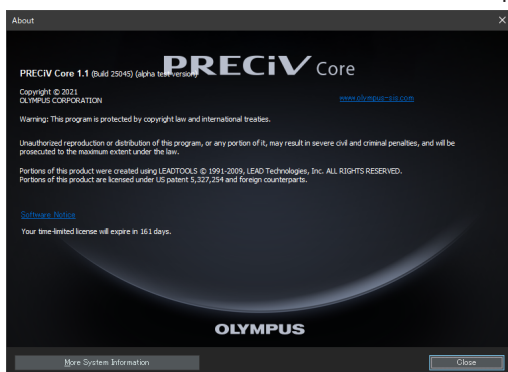 About
PRECiV Core
PRECiV Core 1.1 (Build 25045) (alpha test version)
Copyright © 2021
OLYMPUS CORPORATION
www.olympus-sis.com
Warning: This program is protected by copyright law and international treaties.
Unauthorized reproduction or distribution of this program, or any portion of it, may result in severe civil and criminal penalties, and will be
prosecuted to the maximum extent under the law.
Portions of this product were created using LEADTOOLS © 1991-2009, LEAD Technologies, Inc. ALL RIGHTS RESERVED.
Portions of this product are licensed under US patent 5,327,254 and foreign counterparts.
Software Notice
Your time-limited license will expire in 161 days.
OLYMPUS
More System Information
Close